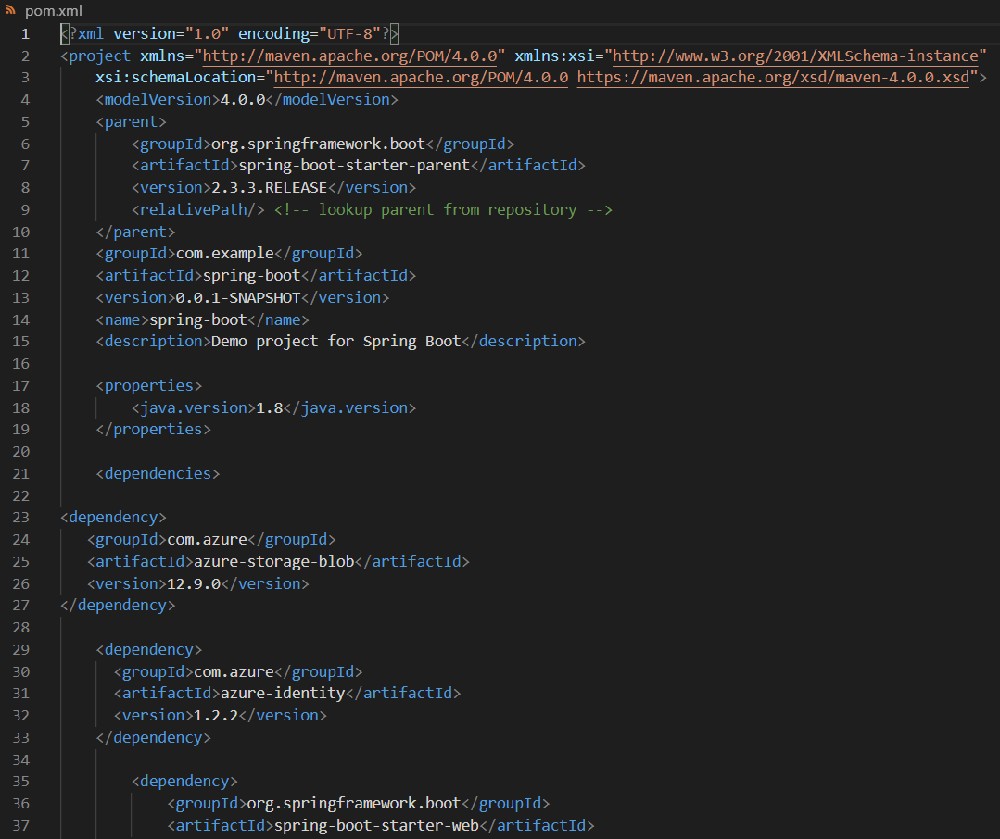 pom.xml
1 <?xml version="1.0" encoding="UTF-8"?>
2 <project xmlns="http://maven.apache.org/POM/4.0.0" xmlns:xsi="http://www.w3.org/2001/XMLSchema-instance"
3     xsi:schemaLocation="http://maven.apache.org/POM/4.0.0 https://maven.apache.org/xsd/maven-4.0.0.xsd">
4     <modelVersion>4.0.0</modelVersion>
5     <parent>
6         <groupId>org.springframework.boot</groupId>
7         <artifactId>spring-boot-starter-parent</artifactId>
8         <version>2.3.3.RELEASE</version>
9         <relativePath/> <!-- lookup parent from repository -->
10     </parent>
11     <groupId>com.example</groupId>
12     <artifactId>spring-boot</artifactId>
13     <version>0.0.1-SNAPSHOT</version>
14     <name>spring-boot</name>
15     <description>Demo project for Spring Boot</description>
16
17     <properties>
18         <java.version>1.8</java.version>
19     </properties>
20
21     <dependencies>
22
23 <dependency>
24    <groupId>com.azure</groupId>
25    <artifactId>azure-storage-blob</artifactId>
26    <version>12.9.0</version>
27 </dependency>
28
29     <dependency>
30       <groupId>com.azure</groupId>
31       <artifactId>azure-identity</artifactId>
32       <version>1.2.2</version>
33     </dependency>
34
35         <dependency>
36             <groupId>org.springframework.boot</groupId>
37             <artifactId>spring-boot-starter-web</artifactId>